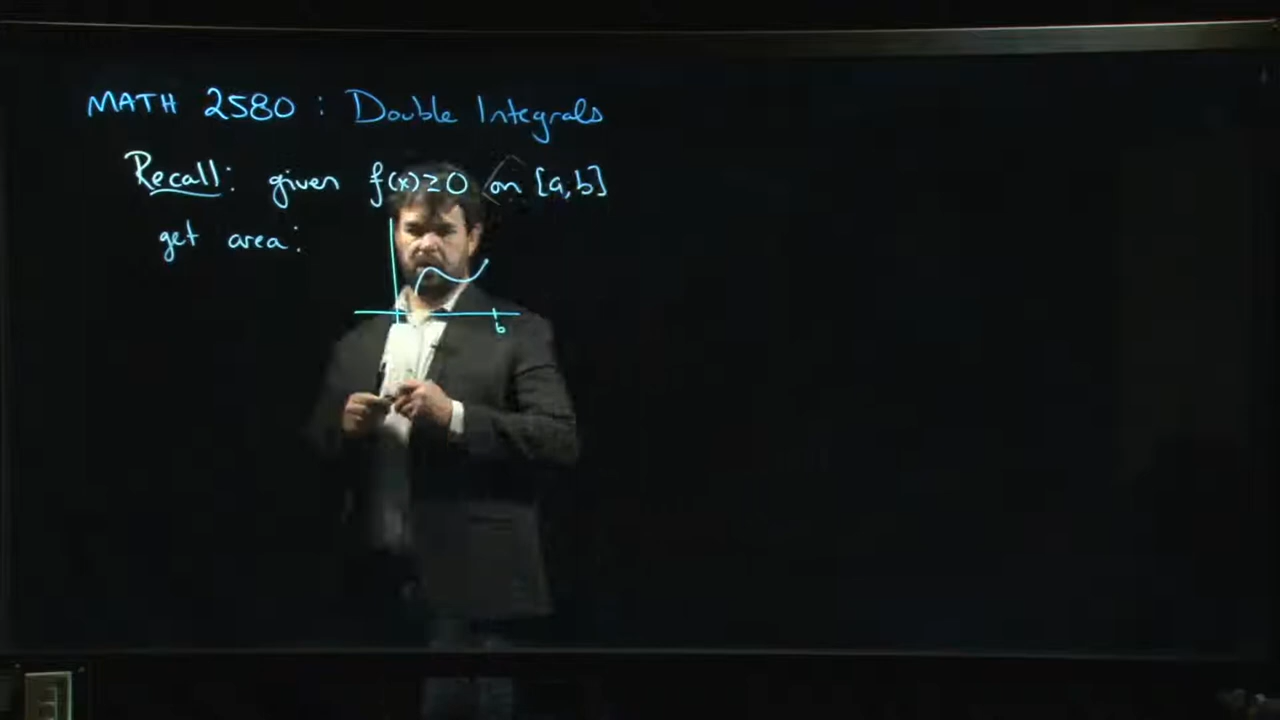 MATH 2580 : Double Integrals
Recall: given f(x) ≥ 0 on [a,b]
get area:
b